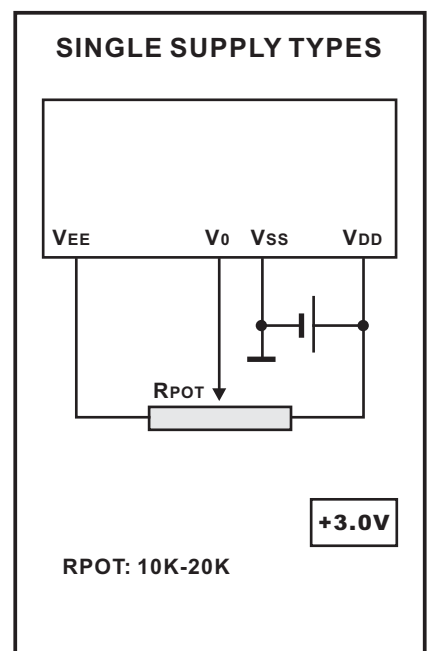 SINGLE SUPPLY TYPES
VEE V0 VSS VDD
RPOT
+3.0V
RPOT: 10K-20K